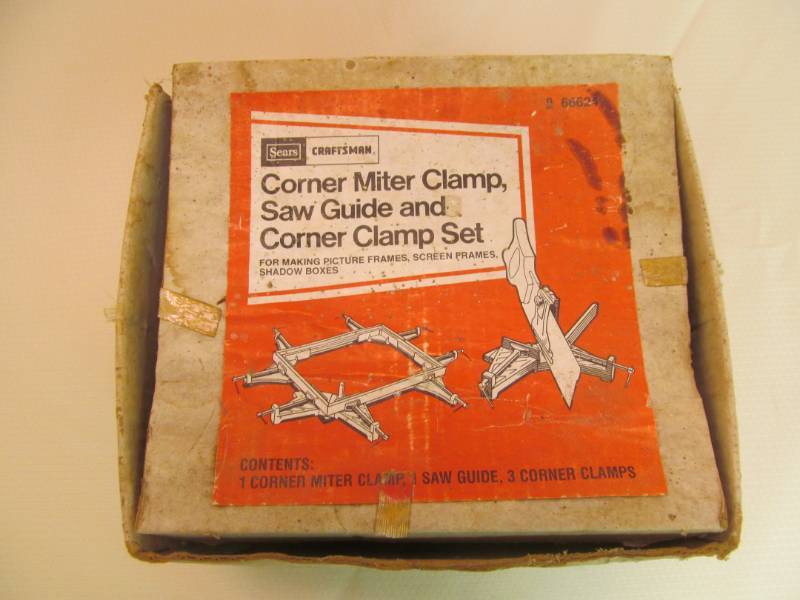 9 6662
Sears CRAFTSMAN.
Corner Miter Clamp,
Saw Guide and
Corner Clamp Set
FOR MAKING PICTURE FRAMES, SCREEN FRAMES,
SHADOW BOXES
CONTENTS:
1 CORNER MITER CLAMP, 1 SAW GUIDE, 3 CORNER CLAMPS